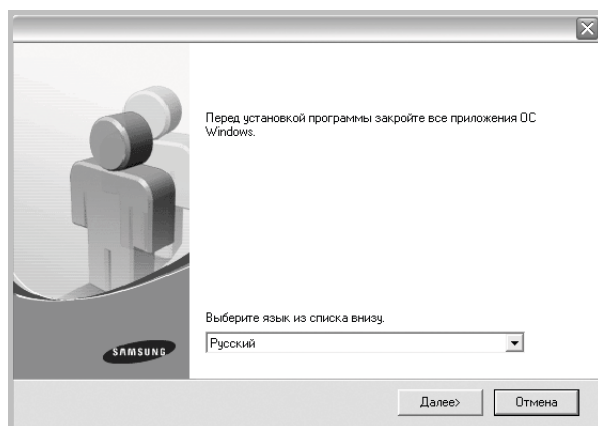 Перед установкой программы закройте все приложения ОС
Windows.
Выберите язык из списка внизу.
Русский
SAMSUNG
Далее>
Отмена